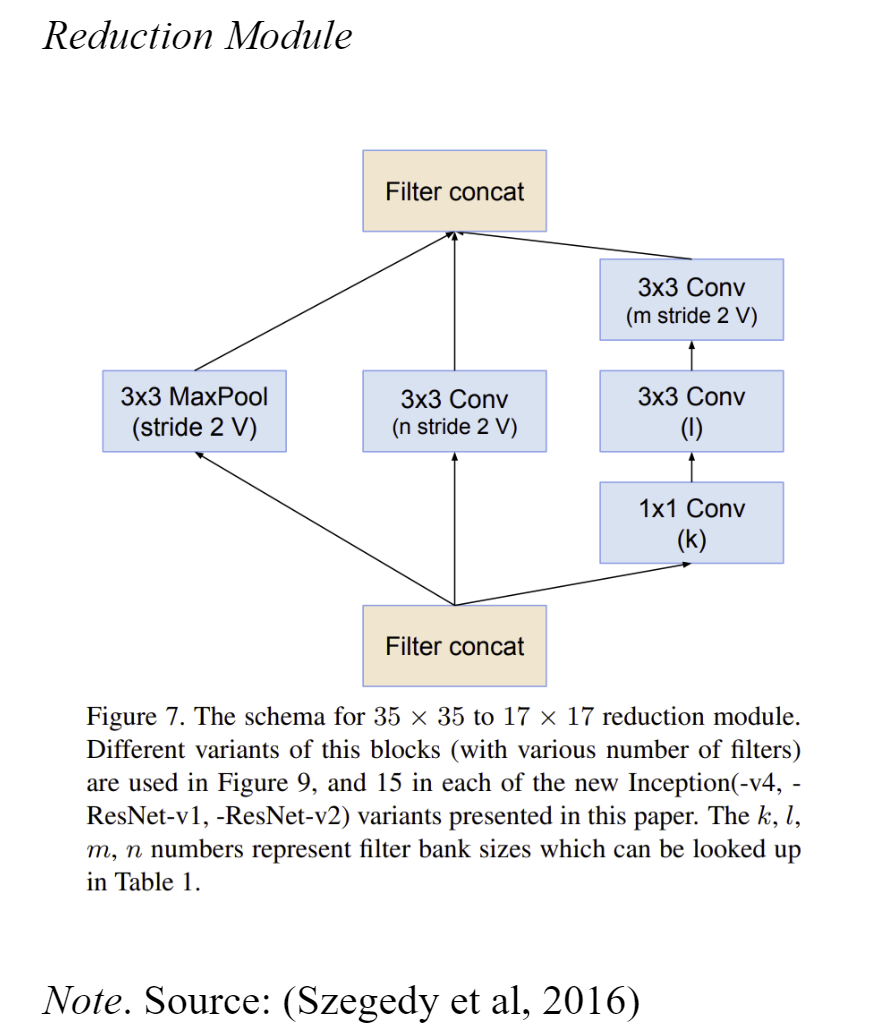 Reduction Module
Filter concat
3x3 Conv
(m stride 2 V)
3x3 MaxPool
(stride 2 V)
3x3 Conv
(n stride 2 V)
3x3 Conv
(l)
1x1 Conv
(k)
Filter concat
Figure 7. The schema for 35 × 35 to 17 × 17 reduction module.
Different variants of this blocks (with various number of filters)
are used in Figure 9, and 15 in each of the new Inception(-v4, -
ResNet-v1, -ResNet-v2) variants presented in this paper. The k, l,
m, n numbers represent filter bank sizes which can be looked up
in Table 1.
Note. Source: (Szegedy et al, 2016)